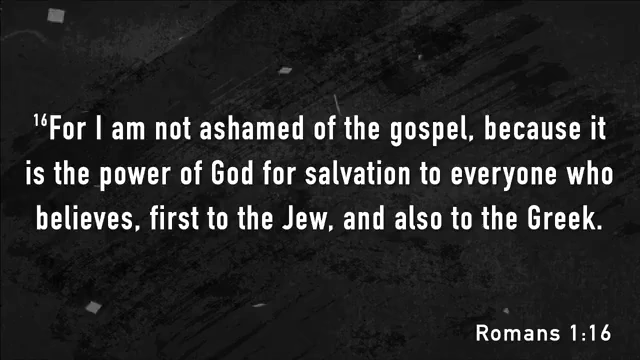 ¹⁶For I am not ashamed of the gospel, because it
is the power of God for salvation to everyone who
believes, first to the Jew, and also to the Greek.
Romans 1:16